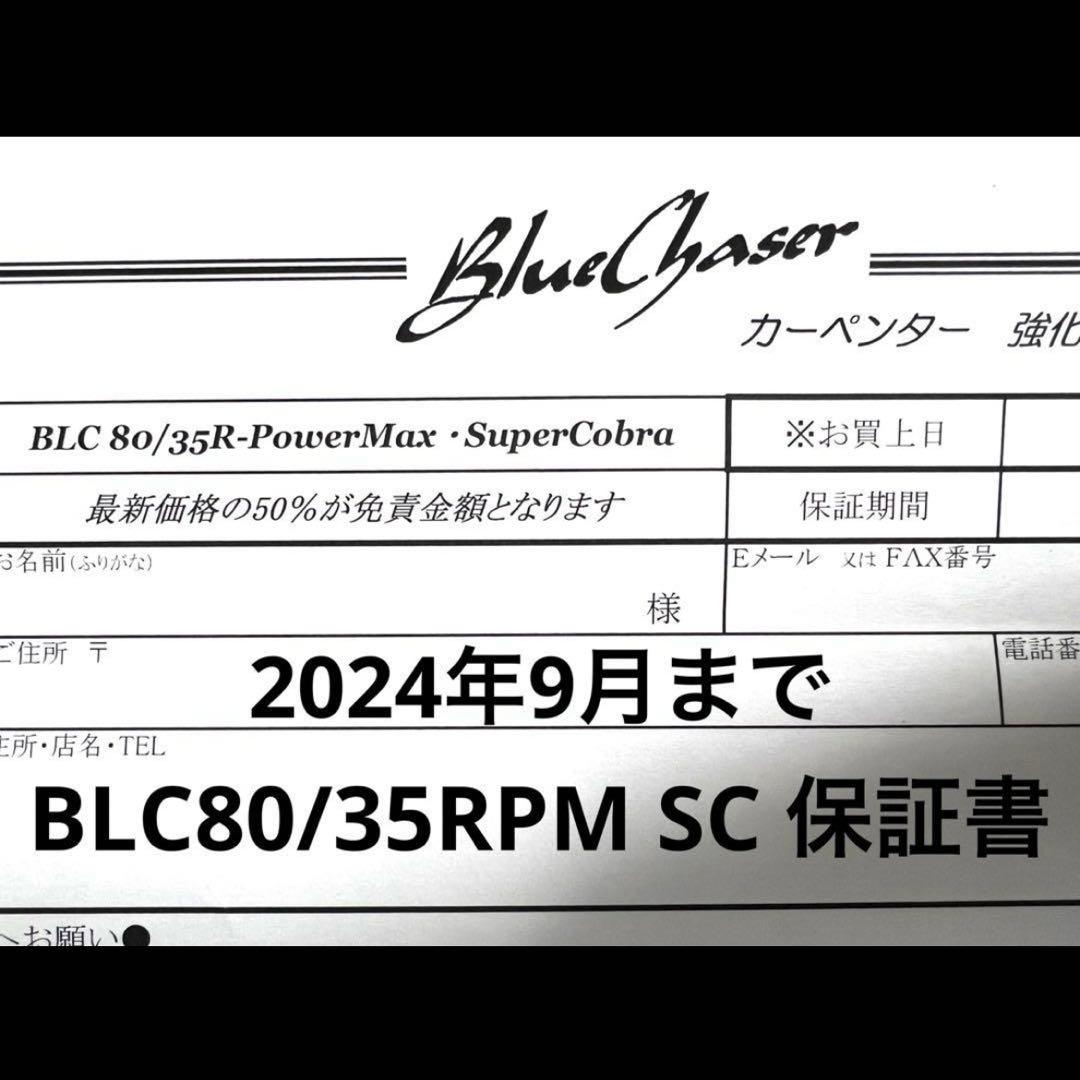 BlueChaser
カーペンター 強化
BLC 80/35R-PowerMax・SuperCobra
※お買上日
最新価格の50%が免責金額となります
保証期間
お名前(ふりがな)
Eメール 又は FAX番号
様
ご住所 〒
電話番
2024年9月まで
住所・店名・TEL
BLC80/35RPM SC 保証書
へお願い●